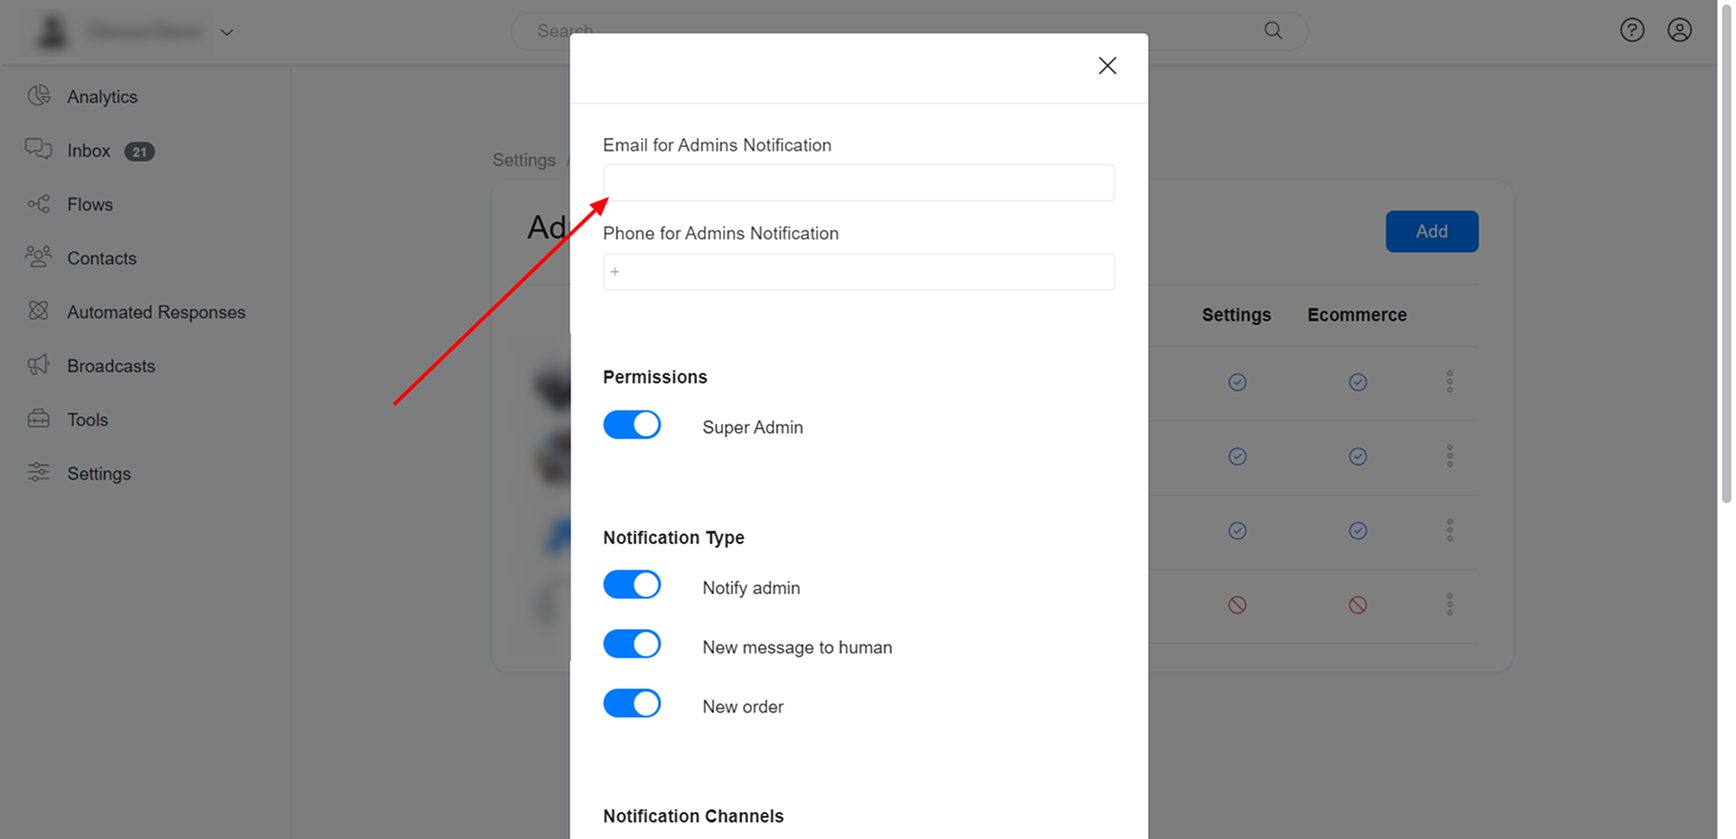 Search
Analytics
Inbox 21
Flows
Contacts
Automated Responses
Broadcasts
Tools
Settings
Settings /
Ad
Add
Settings Ecommerce
Email for Admins Notification
Phone for Admins Notification
+
Permissions
Super Admin
Notification Type
Notify admin
New message to human
New order
Notification Channels